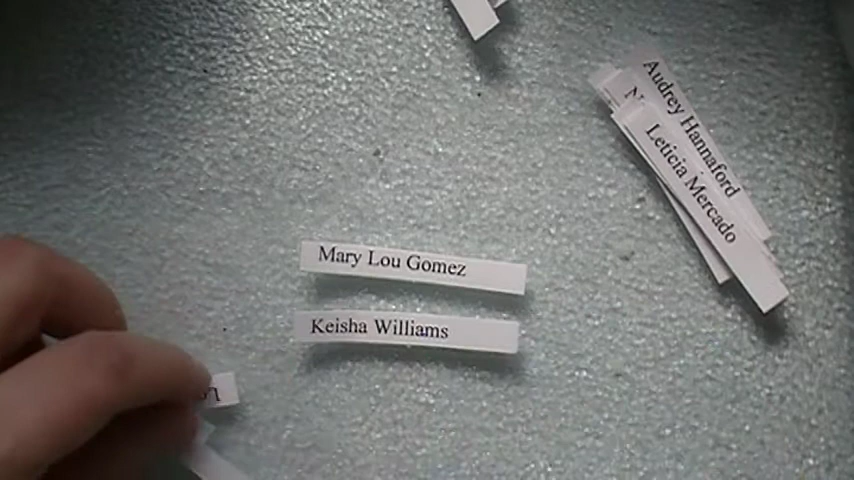 Audrey Hannaford
Leticia Mercado
Mary Lou Gomez
Keisha Williams